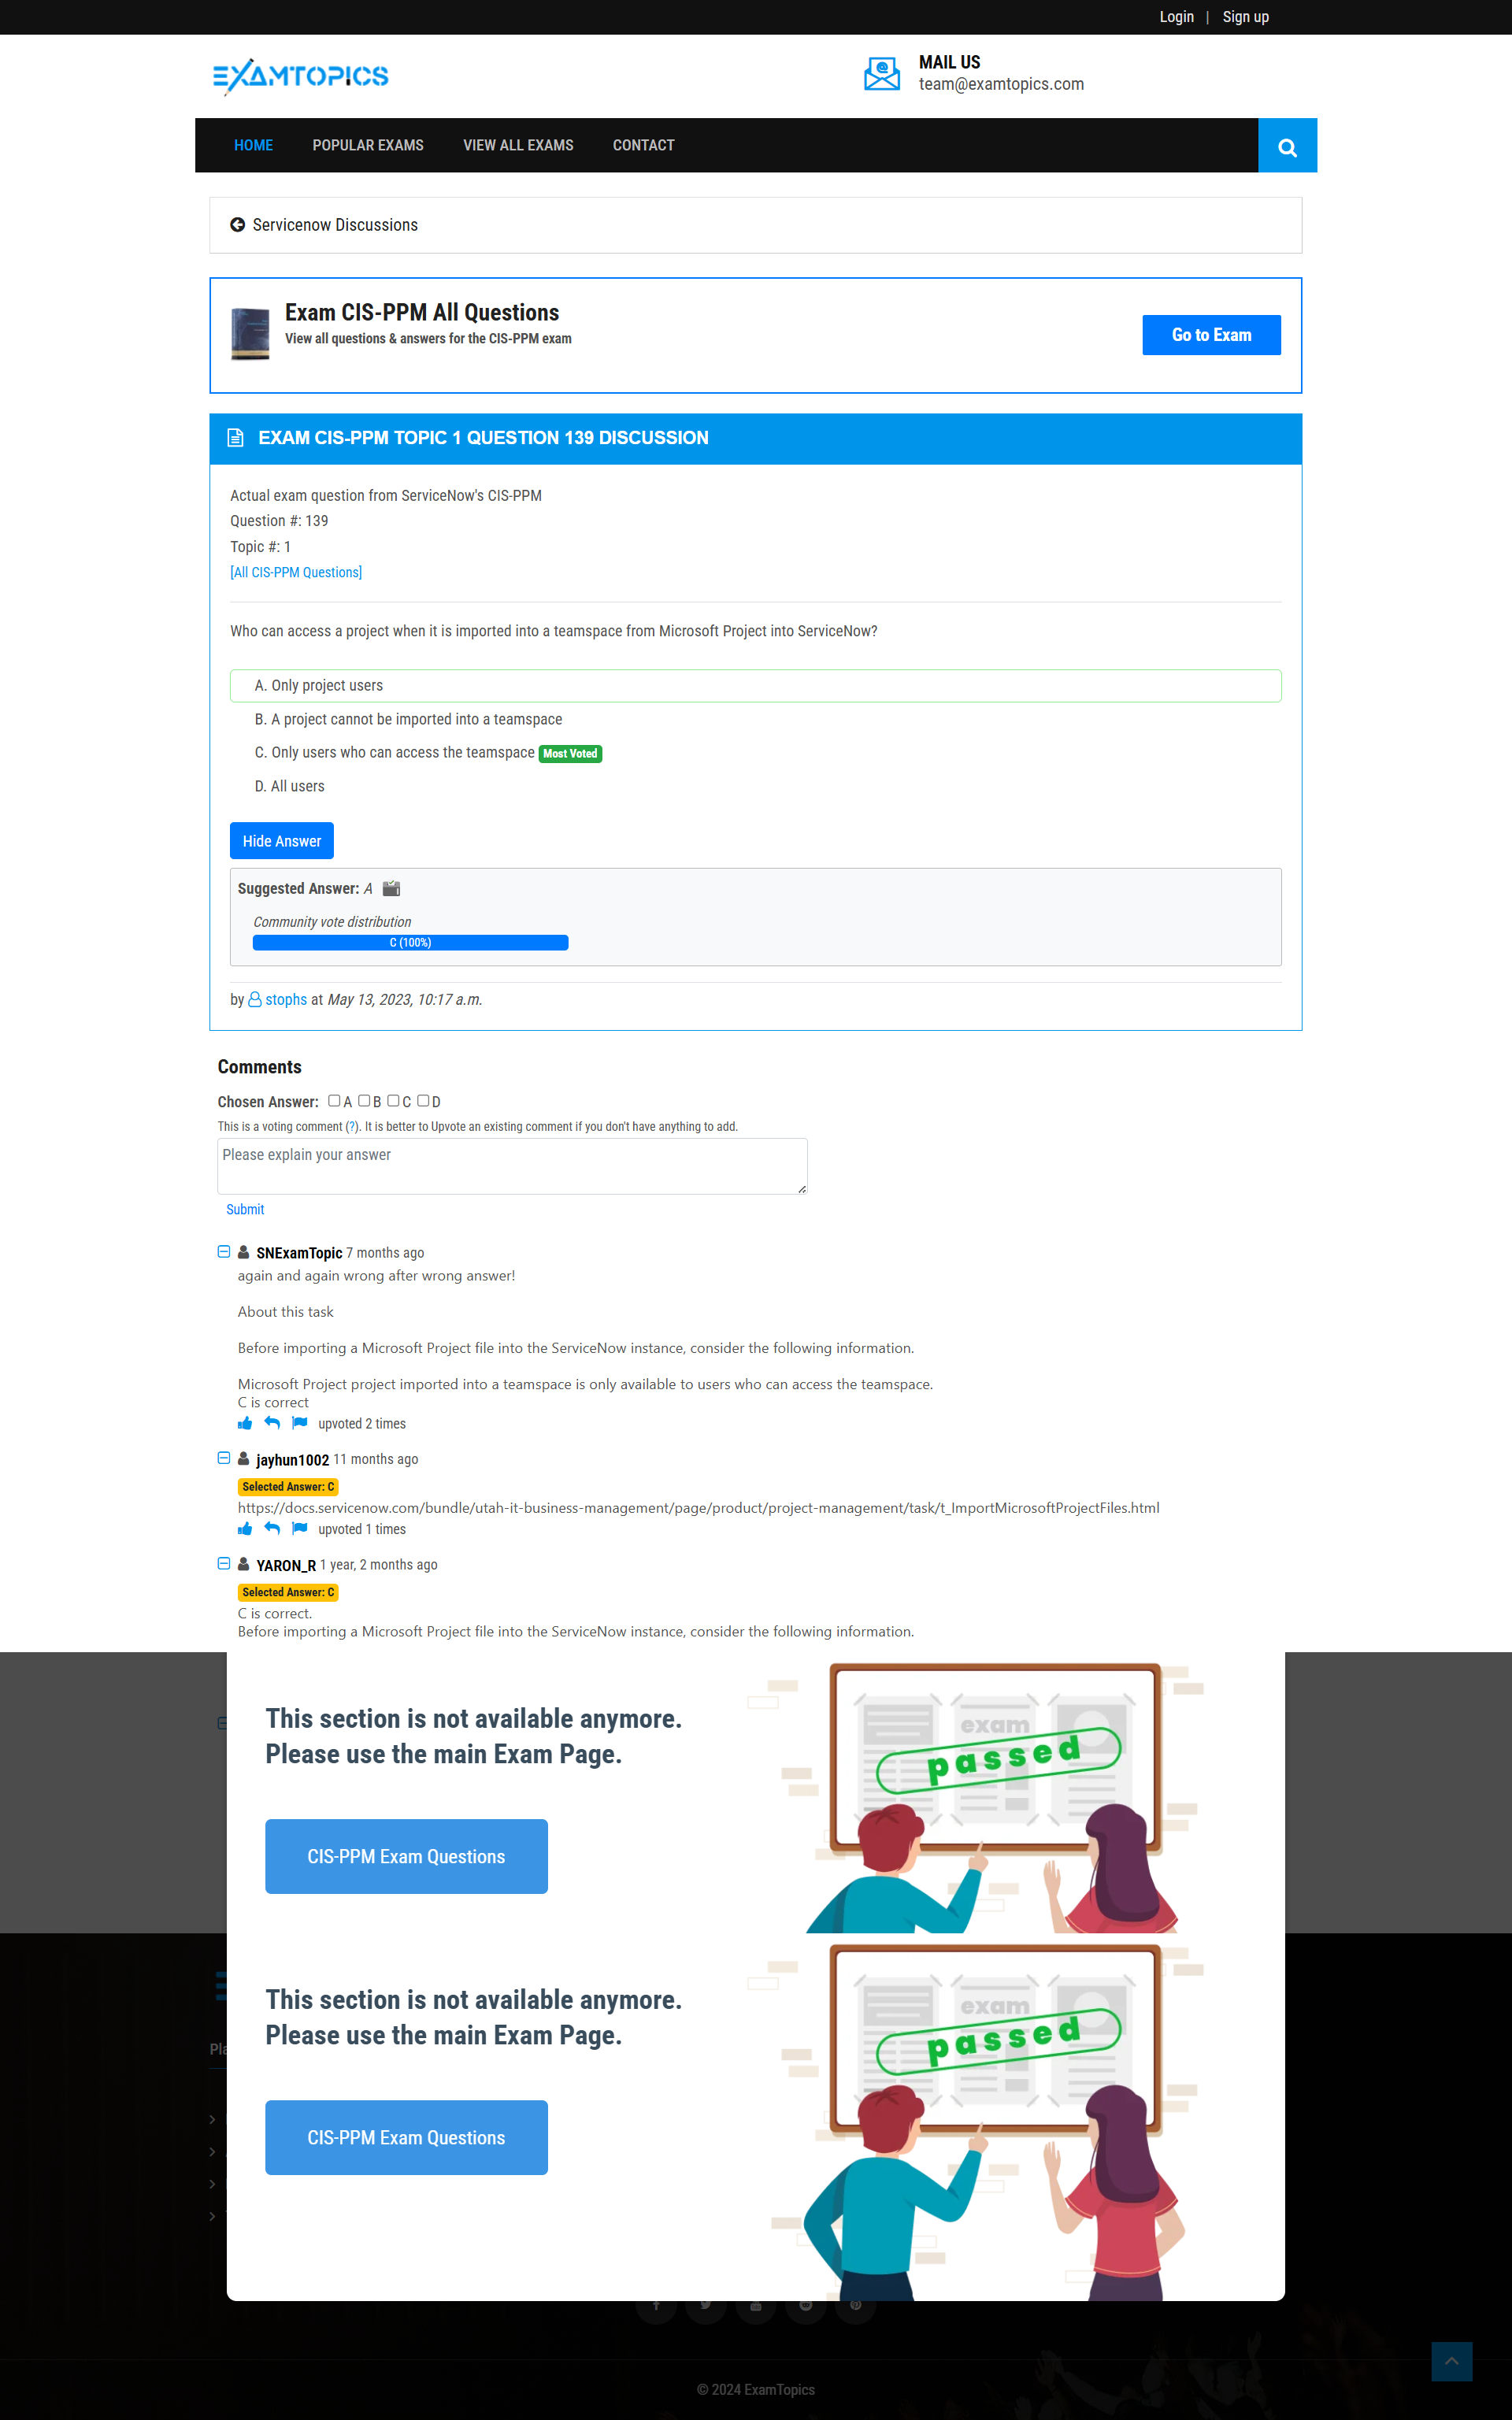 Login | Sign up
EXAMTOPICS
MAIL US
team@examtopics.com
HOME POPULAR EXAMS VIEW ALL EXAMS CONTACT
Servicenow Discussions
Exam CIS-PPM All Questions
View all questions & answers for the CIS-PPM exam
Go to Exam
EXAM CIS-PPM TOPIC 1 QUESTION 139 DISCUSSION
Actual exam question from ServiceNow's CIS-PPM
Question #: 139
Topic #: 1
[All CIS-PPM Questions]
Who can access a project when it is imported into a teamspace from Microsoft Project into ServiceNow?
A. Only project users
B. A project cannot be imported into a teamspace
C. Only users who can access the teamspace Most Voted
D. All users
Hide Answer
Suggested Answer: A
Community vote distribution
C (100%)
by stophs at May 13, 2023, 10:17 a.m.
Comments
Chosen Answer: A B C D
This is a voting comment (?). It is better to Upvote an existing comment if you don't have anything to add.
Please explain your answer
Submit
SNExamTopic 7 months ago
again and again wrong after wrong answer!
About this task
Before importing a Microsoft Project file into the ServiceNow instance, consider the following information.
Microsoft Project project imported into a teamspace is only available to users who can access the teamspace.
C is correct
upvoted 2 times
jayhun1002 11 months ago
Selected Answer: C
https://docs.servicenow.com/bundle/utah-it-business-management/page/product/project-management/task/t_ImportMicrosoftProjectFiles.html
upvoted 1 times
YARON_R 1 year, 2 months ago
Selected Answer: C
C is correct.
Before importing a Microsoft Project file into the ServiceNow instance, consider the following information.
This section is not available anymore.
Please use the main Exam Page.
CIS-PPM Exam Questions
exam
passed
This section is not available anymore.
Please use the main Exam Page.
CIS-PPM Exam Questions
exam
passed
Pla
© 2024 ExamTopics